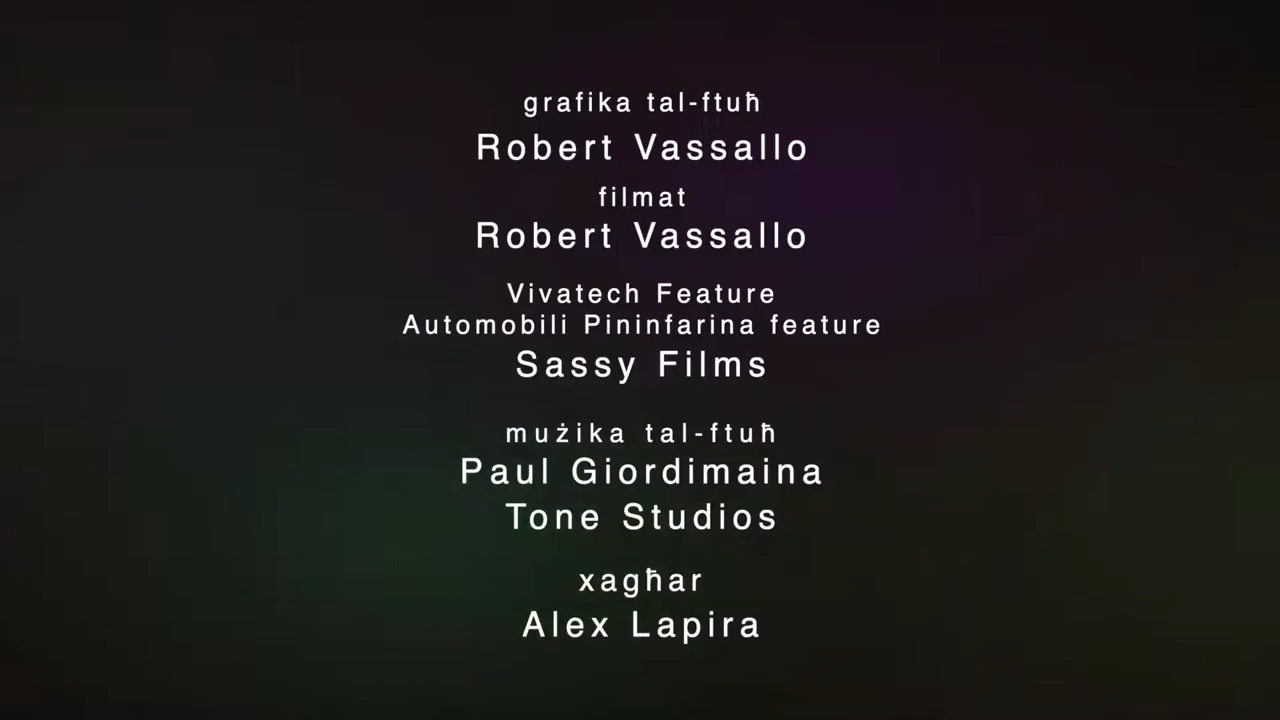 grafika tal-ftuħ
Robert Vassallo
filmat
Robert Vassallo
Vivatech Feature
Automobili Pininfarina feature
Sassy Films
mużika tal-ftuħ
Paul Giordimaina
Tone Studios
xagħar
Alex Lapira